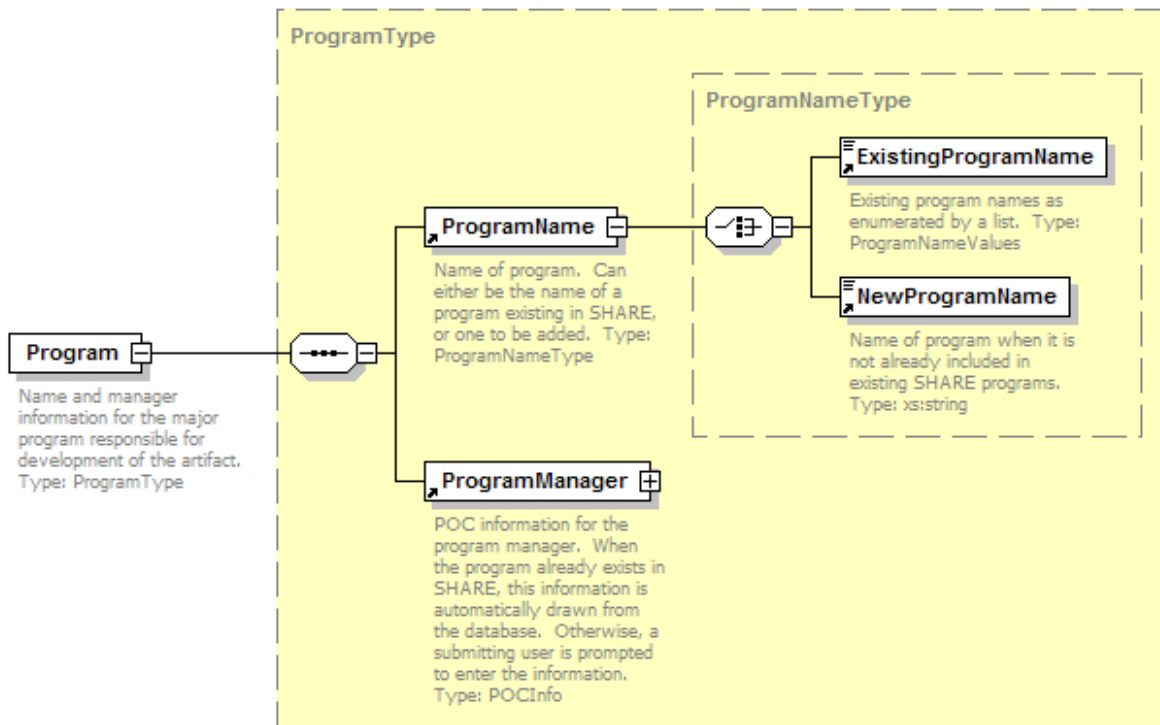 ProgramType
ProgramNameType
ExistingProgramName
Existing program names as
enumerated by a list.  Type:
ProgramNameValues
ProgramName
Name of program.  Can
either be the name of a
program existing in SHARE,
or one to be added.  Type:
ProgramNameType
NewProgramName
Name of program when it is
not already included in
existing SHARE programs.
Type: xs:string
Program
Name and manager
information for the major
program responsible for
development of the artifact.
Type: ProgramType
ProgramManager
POC information for the
program manager.  When
the program already exists in
SHARE, this information is
automatically drawn from
the database.  Otherwise, a
submitting user is prompted
to enter the information.
Type: POCInfo